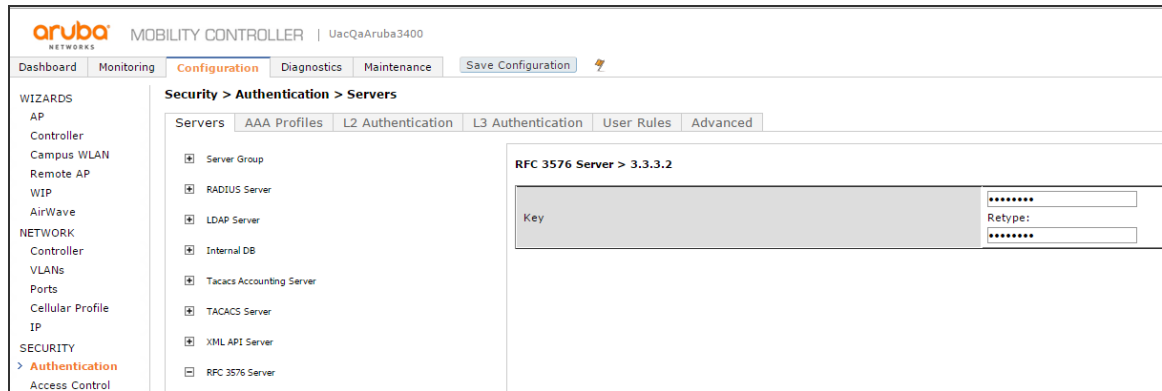 aruba NETWORKS MOBILITY CONTROLLER | UacQaAruba3400
Dashboard Monitoring Configuration Diagnostics Maintenance Save Configuration
WIZARDS
AP
Controller
Campus WLAN
Remote AP
WIP
AirWave
NETWORK
Controller
VLANs
Ports
Cellular Profile
IP
SECURITY
> Authentication
Access Control
Security > Authentication > Servers
Servers AAA Profiles L2 Authentication L3 Authentication User Rules Advanced
Server Group
RADIUS Server
LDAP Server
Internal DB
Tacacs Accounting Server
TACACS Server
XML API Server
RFC 3576 Server
RFC 3576 Server > 3.3.3.2
Key
••••••••
Retype:
••••••••